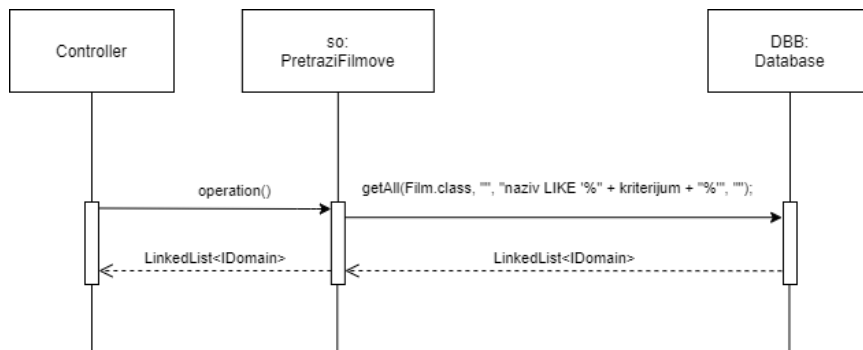 Controller
so:
PretraziFilmove
DBB:
Database
operation()
getAll(Film.class, "", "naziv LIKE '%" + kriterijum + "%'", "");
LinkedList<IDomain>
LinkedList<IDomain>